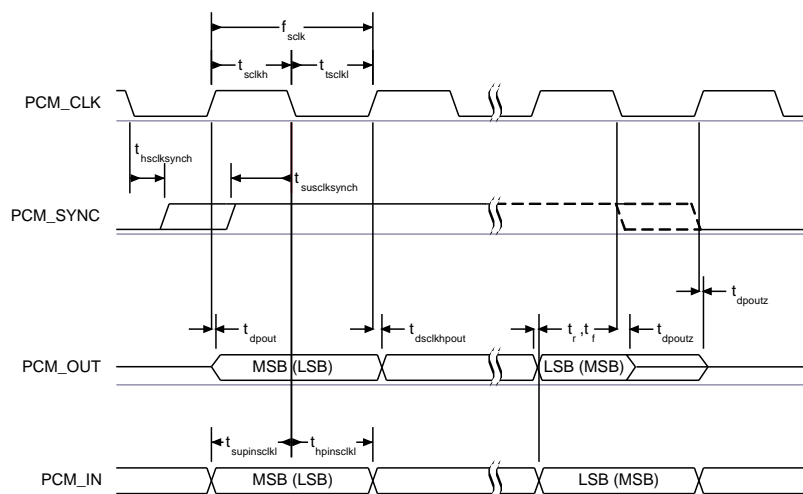 f sclk
t sclkh t tsclkl
PCM_CLK
t hsclksynch
t susclksynch
PCM_SYNC
t dpoutz
t dpout t dsclkhpout t r ,t f t dpoutz
PCM_OUT MSB (LSB) LSB (MSB)
t supinsclkl t hpinsclkl
PCM_IN MSB (LSB) LSB (MSB)